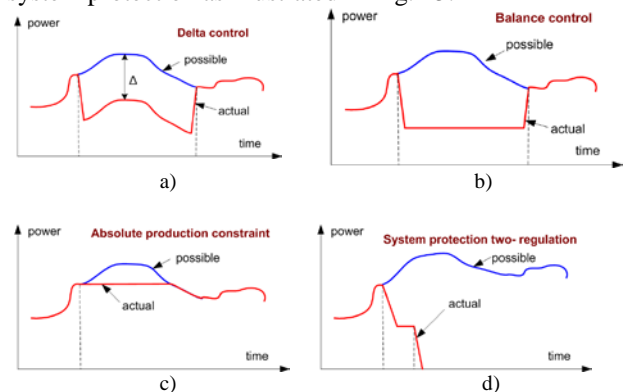 power
Delta control
possible
Δ
actual
time
a)
power
Balance control
possible
actual
time
b)
power
Absolute production constraint
possible
actual
time
c)
power
System protection two- regulation
possible
actual
time
d)